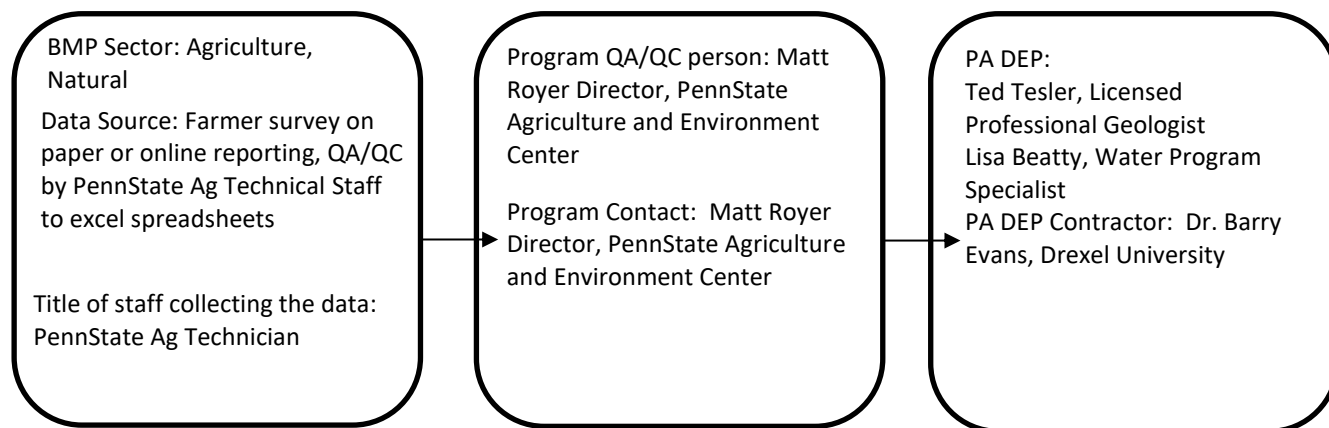 BMP Sector: Agriculture,
Natural
Data Source: Farmer survey on
paper or online reporting, QA/QC
by PennState Ag Technical Staff
to excel spreadsheets
Title of staff collecting the data:
PennState Ag Technician
Program QA/QC person: Matt
Royer Director, PennState
Agriculture and Environment
Center
Program Contact: Matt Royer
Director, PennState Agriculture
and Environment Center
PA DEP:
Ted Tesler, Licensed
Professional Geologist
Lisa Beatty, Water Program
Specialist
PA DEP Contractor: Dr. Barry
Evans, Drexel University